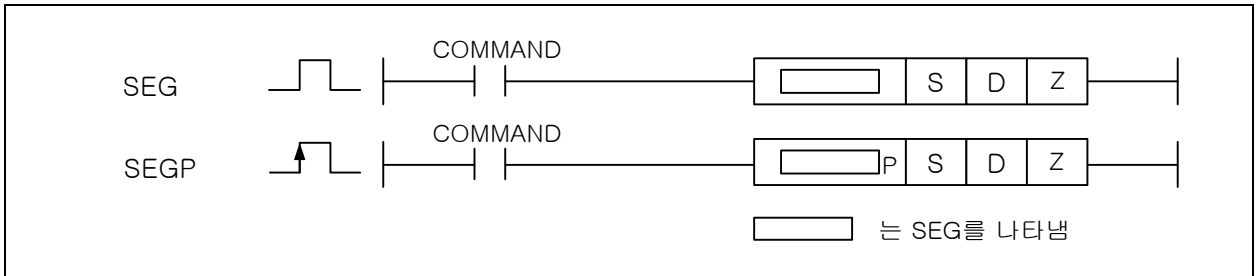 COMMAND
SEG S D Z
COMMAND
SEGP P S D Z
는 SEG를 나타냄